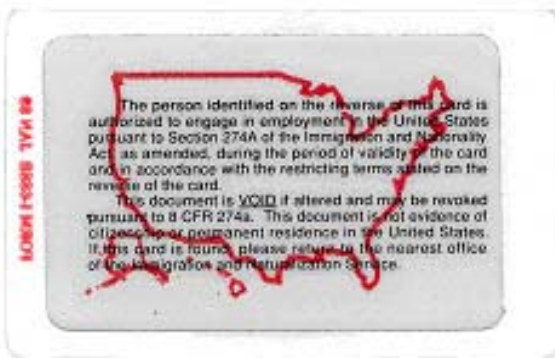 The person identified on the reverse of this card is
authorized to engage in employment in the United States
pursuant to Section 274A of the Immigration and Nationality
Act, as amended, during the period of validity of the card
and in accordance with the restricting terms stated on the
reverse of the card.
This document is VOID if altered and may be revoked
pursuant to 8 CFR 274a. This document is not evidence of
citizenship or permanent residence in the United States.
If this card is found, please return to the nearest office
of the Immigration and Naturalization Service.